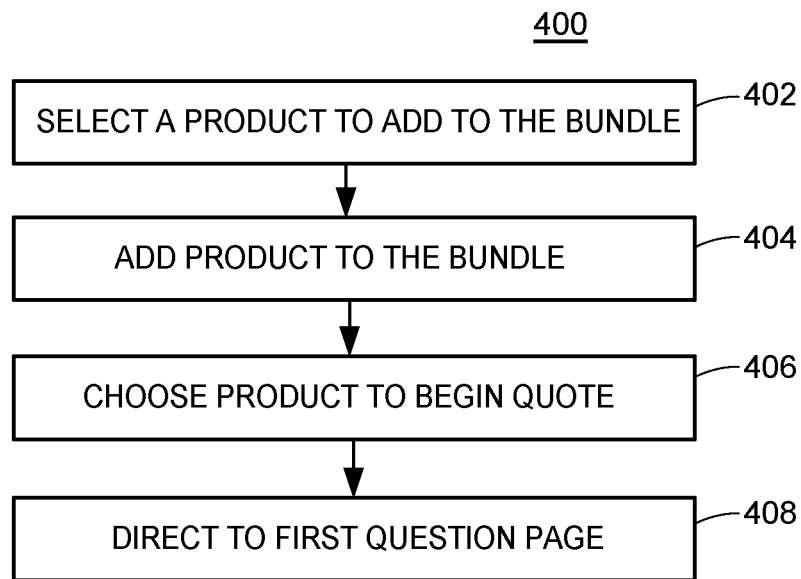 400
SELECT A PRODUCT TO ADD TO THE BUNDLE
402
ADD PRODUCT TO THE BUNDLE
404
CHOOSE PRODUCT TO BEGIN QUOTE
406
DIRECT TO FIRST QUESTION PAGE
408